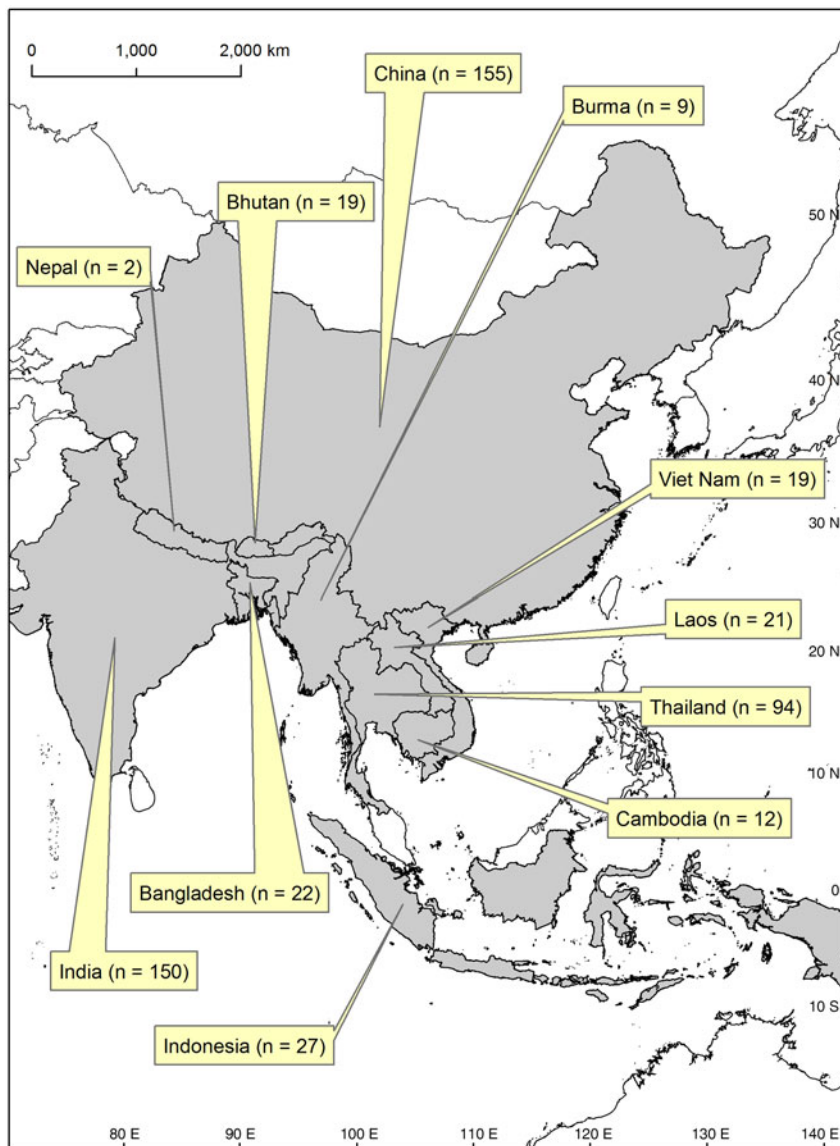 0 1,000 2,000 km
China (n = 155)
Burma (n = 9)
Bhutan (n = 19)
50 N
Nepal (n = 2)
40 N
Viet Nam (n = 19)
30 N
Laos (n = 21)
20 N
Thailand (n = 94)
10 N
Cambodia (n = 12)
Bangladesh (n = 22)
0
India (n = 150)
10 S
Indonesia (n = 27)
80 E 90 E 100 E 110 E 120 E 130 E 140 E